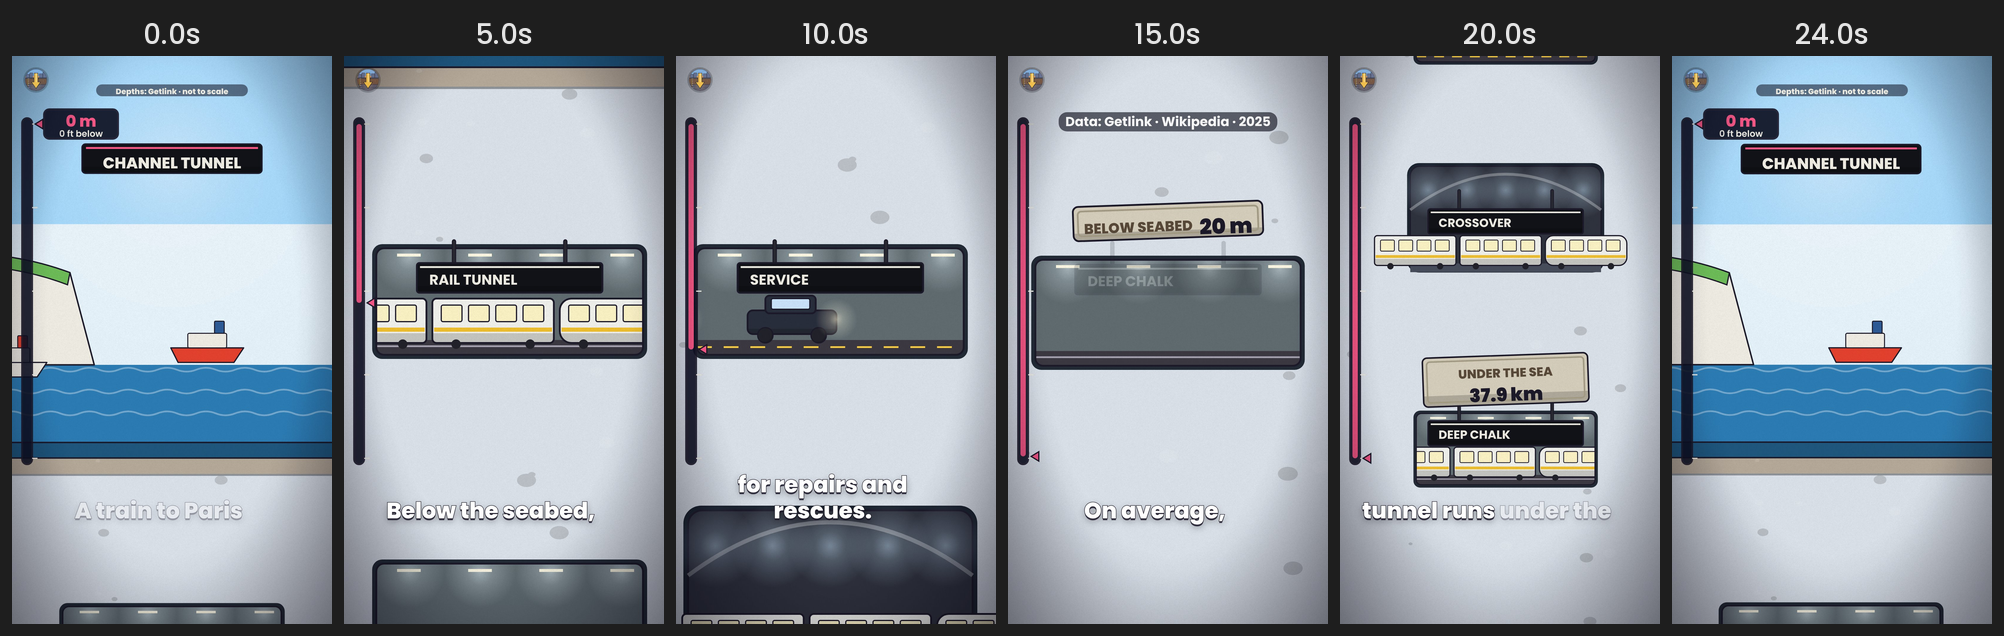 0.0s
5.0s
10.0s
15.0s
20.0s
24.0s
Depths: Getlink · not to scale
0 m
0 ft below
CHANNEL TUNNEL
A train to Paris
RAIL TUNNEL
Below the seabed,
SERVICE
for repairs and
rescues.
Data: Getlink · Wikipedia · 2025
BELOW SEABED 20 m
DEEP CHALK
On average,
CROSSOVER
UNDER THE SEA
37.9 km
DEEP CHALK
tunnel runs under the
Depths: Getlink · not to scale
0 m
0 ft below
CHANNEL TUNNEL